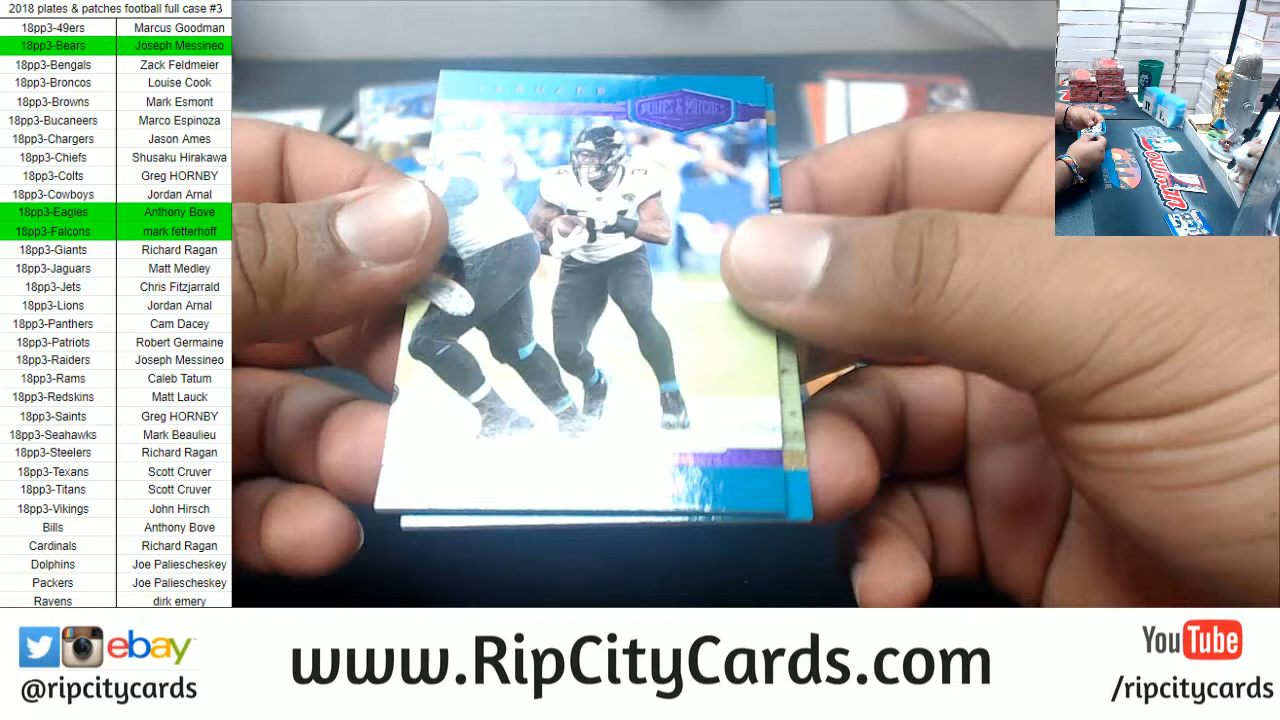 2018 plates & patches football full case #3
18pp3-49ers Marcus Goodman
18pp3-Bears Joseph Messineo
18pp3-Bengals Zack Feldmeier
18pp3-Broncos Louise Cook
18pp3-Browns Mark Esmont
18pp3-Bucaneers Marco Espinoza
18pp3-Chargers Jason Ames
18pp3-Chiefs Shusaku Hirakawa
18pp3-Colts Greg HORNBY
18pp3-Cowboys Jordan Arnal
18pp3-Eagles Anthony Bove
18pp3-Falcons mark fetterhoff
18pp3-Giants Richard Ragan
18pp3-Jaguars Matt Medley
18pp3-Jets Chris Fitzjarrald
18pp3-Lions Jordan Arnal
18pp3-Panthers Cam Dacey
18pp3-Patriots Robert Germaine
18pp3-Raiders Joseph Messineo
18pp3-Rams Caleb Tatum
18pp3-Redskins Matt Lauck
18pp3-Saints Greg HORNBY
18pp3-Seahawks Mark Beaulieu
18pp3-Steelers Richard Ragan
18pp3-Texans Scott Cruver
18pp3-Titans Scott Cruver
18pp3-Vikings John Hirsch
Bills Anthony Bove
Cardinals Richard Ragan
Dolphins Joe Paliescheskey
Packers Joe Paliescheskey
Ravens dirk emery
PLATES & PATCHES
ebay
@ripcitycards
www.RipCityCards.com
YouTube
/ripcitycards